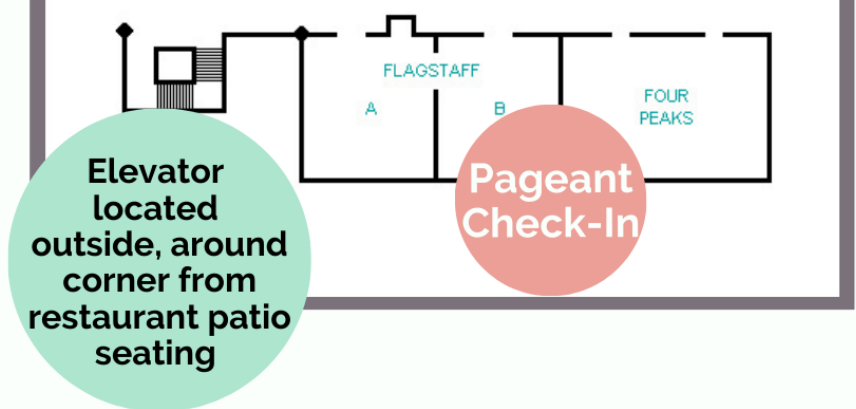 FLAGSTAFF
A
B
FOUR
PEAKS
Pageant
Check-In
Elevator
located
outside, around
corner from
restaurant patio
seating